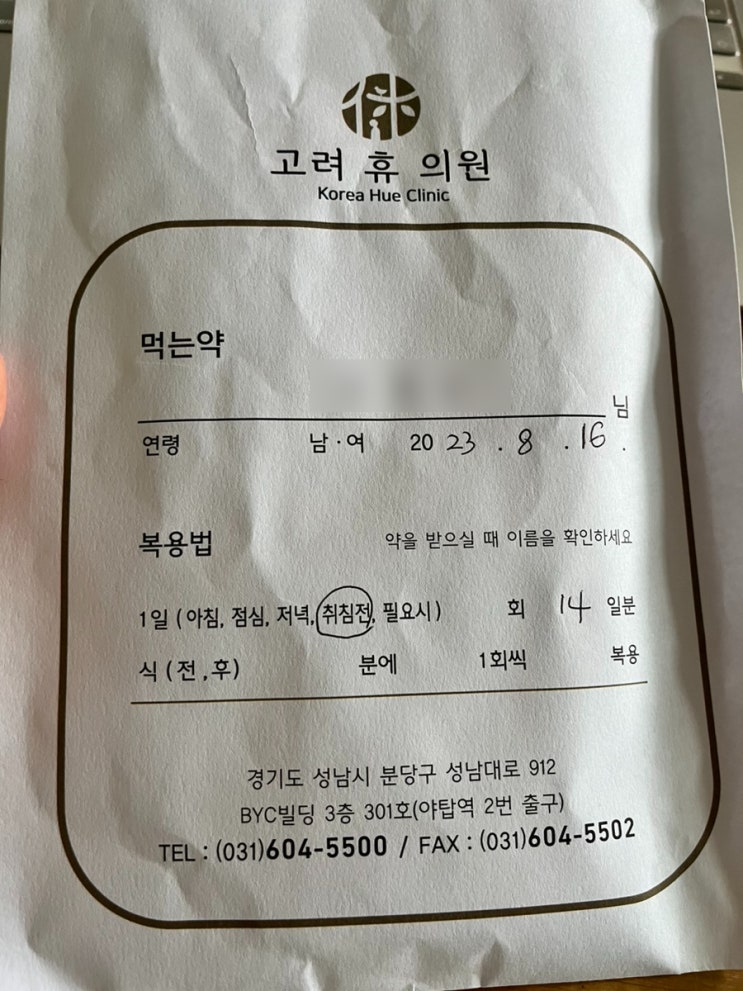 고려 휴 의원
Korea Hue Clinic
먹는약
님
연령 남·여 20 23 . 8 . 16 .
복용법 약을 받으실 때 이름을 확인하세요
1일 (아침, 점심, 저녁, 취침전, 필요시) 회 14 일분
식 (전,후) 분에 1회씩 복용
경기도 성남시 분당구 성남대로 912
BYC빌딩 3층 301호(야탑역 2번 출구)
TEL : (031)604-5500 / FAX : (031)604-5502